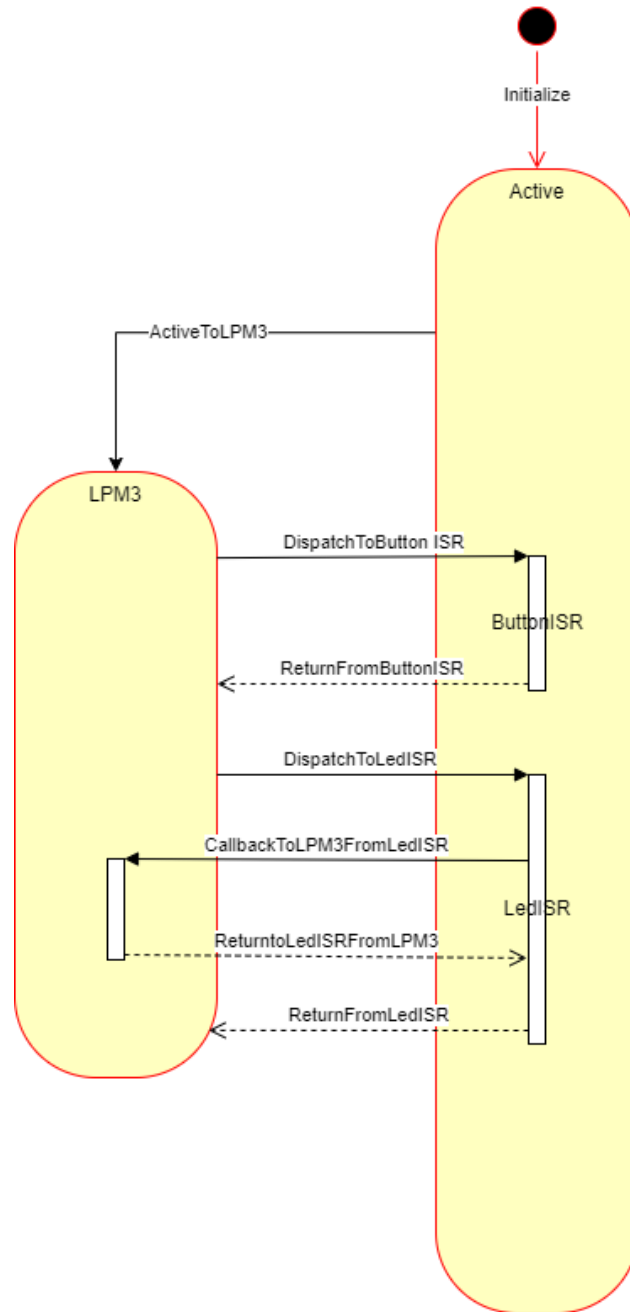 Initialize
Active
ActiveToLPM3
LPM3
DispatchToButton ISR
ButtonISR
ReturnFromButtonISR
DispatchToLedISR
CallbackToLPM3FromLedISR
LedISR
ReturntoLedISRFromLPM3
ReturnFromLedISR